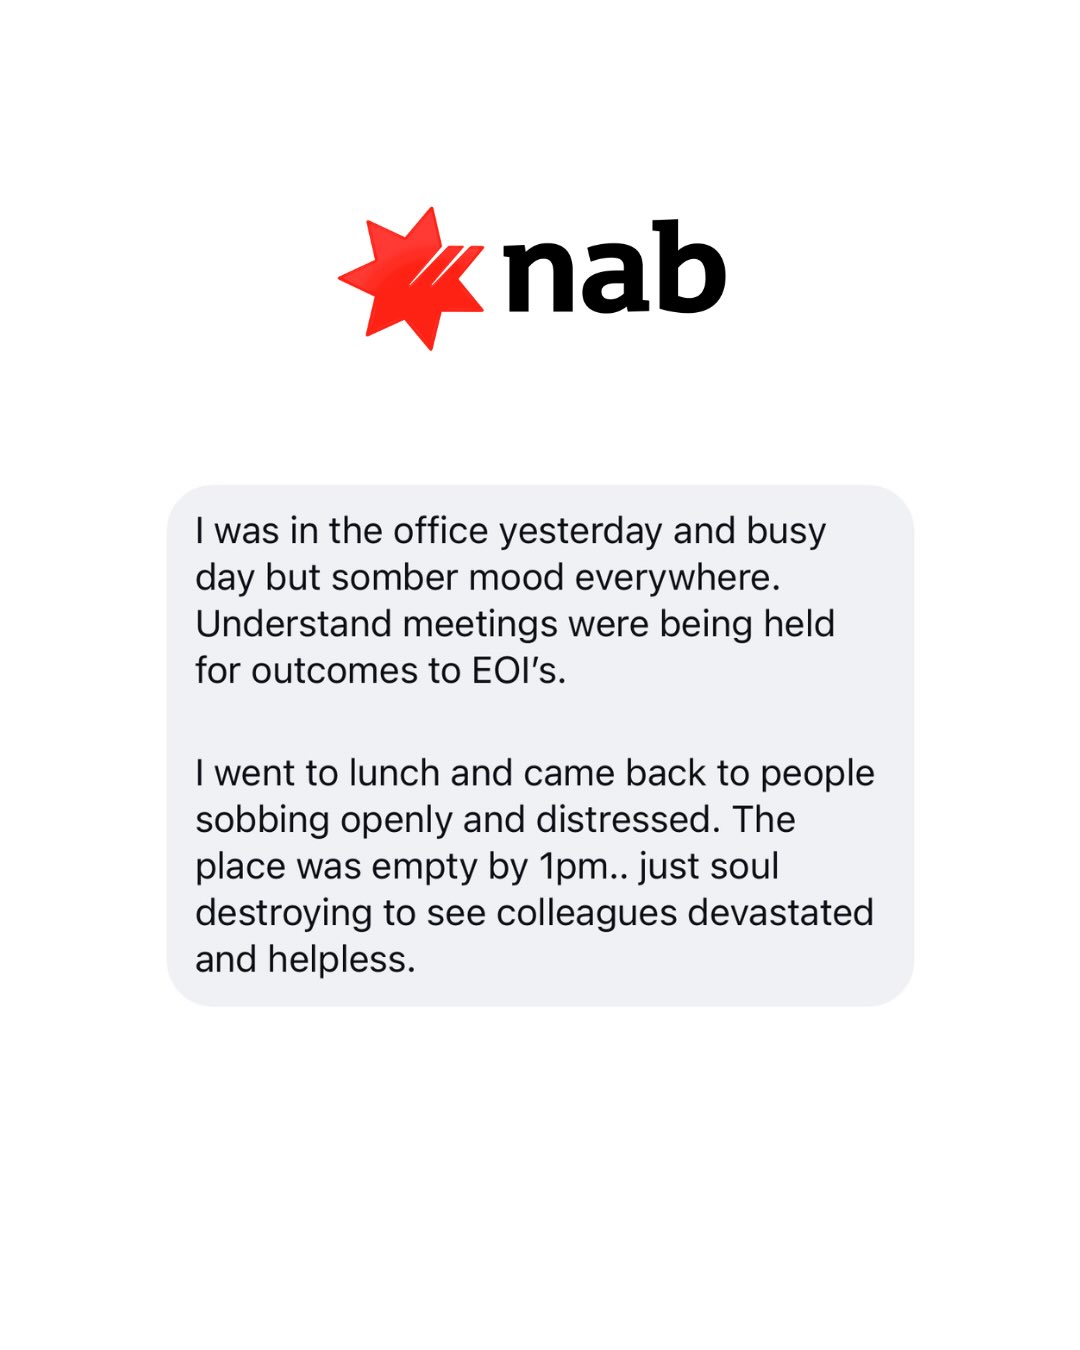 nab
I was in the office yesterday and busy
day but somber mood everywhere.
Understand meetings were being held
for outcomes to EOI’s.
I went to lunch and came back to people
sobbing openly and distressed. The
place was empty by 1pm.. just soul
destroying to see colleagues devastated
and helpless.